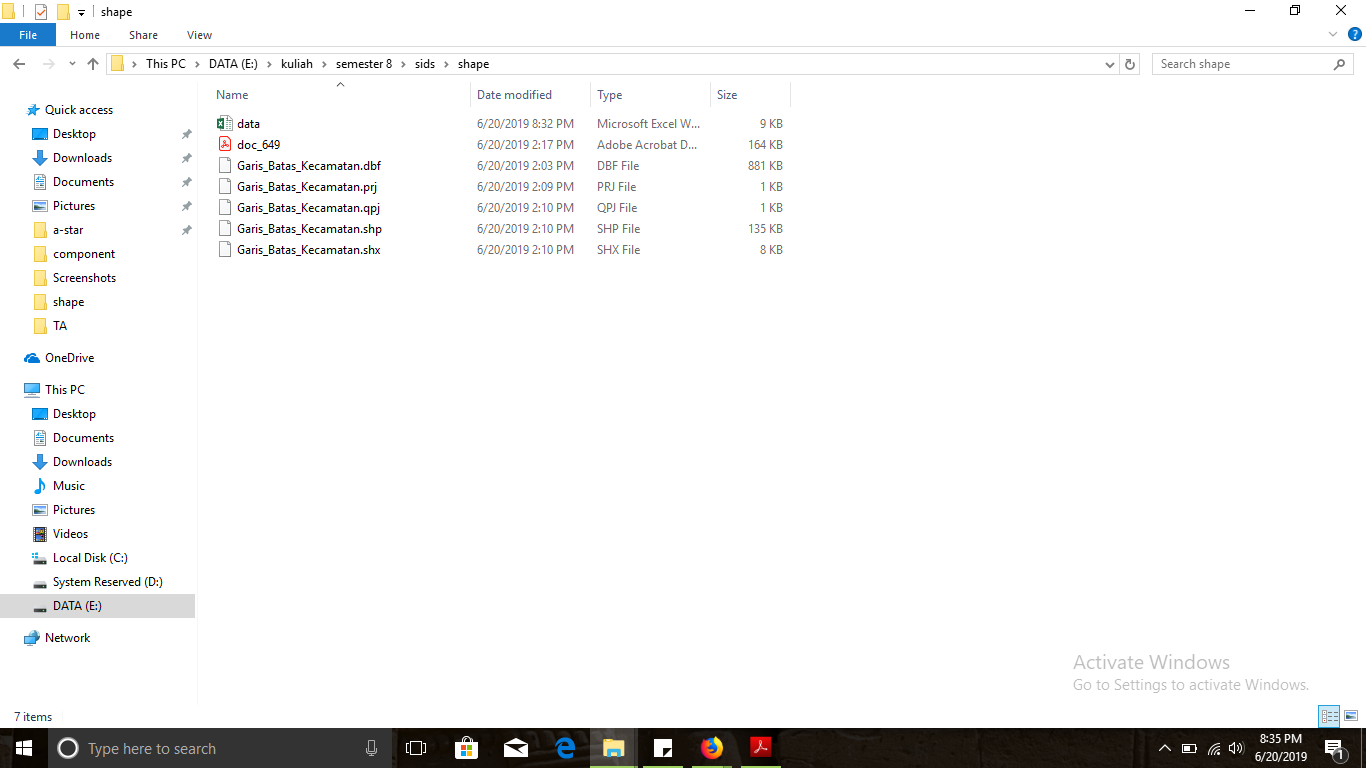 shape
File Home Share View
This PC DATA (E:) kuliah semester 8 sids shape
Search shape
Name Date modified Type Size
Quick access
Desktop
Downloads
Documents
Pictures
a-star
component
Screenshots
shape
TA
OneDrive
This PC
Desktop
Documents
Downloads
Music
Pictures
Videos
Local Disk (C:)
System Reserved (D:)
DATA (E:)
Network
data 6/20/2019 8:32 PM Microsoft Excel W... 9 KB
doc_649 6/20/2019 2:17 PM Adobe Acrobat D... 164 KB
Garis_Batas_Kecamatan.dbf 6/20/2019 2:03 PM DBF File 881 KB
Garis_Batas_Kecamatan.prj 6/20/2019 2:09 PM PRJ File 1 KB
Garis_Batas_Kecamatan.qpj 6/20/2019 2:10 PM QPJ File 1 KB
Garis_Batas_Kecamatan.shp 6/20/2019 2:10 PM SHP File 135 KB
Garis_Batas_Kecamatan.shx 6/20/2019 2:10 PM SHX File 8 KB
Activate Windows
Go to Settings to activate Windows.
7 items
Type here to search
8:35 PM
6/20/2019
1